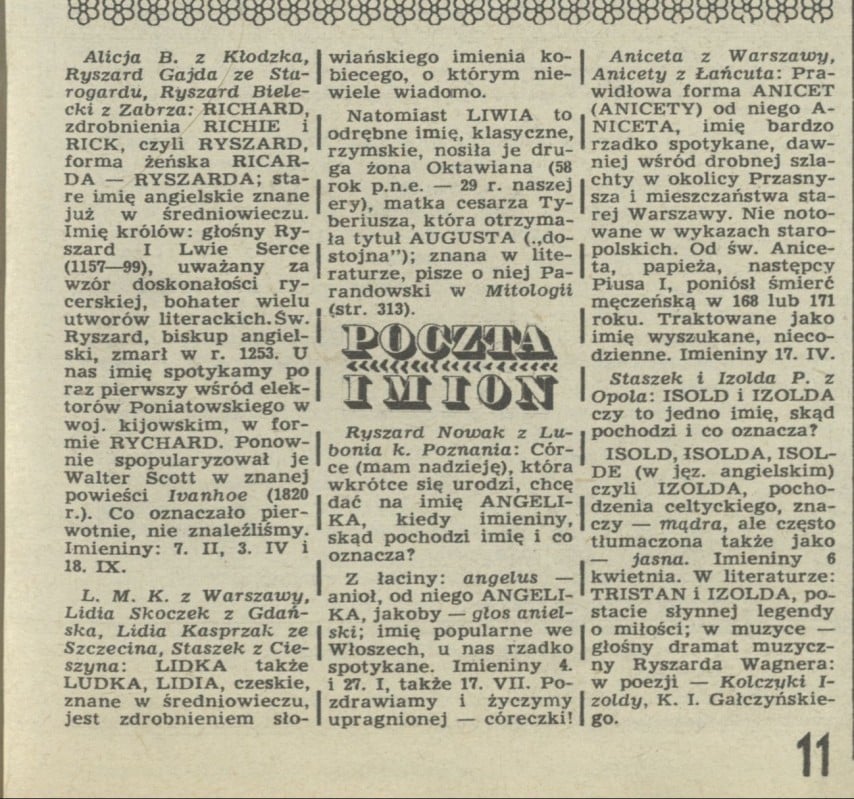 Alicja B. z Kłodzka,
Ryszard Gajda ze Sta-
rogardu, Ryszard Biele-
cki z Zabrza: RICHARD,
zdrobnienia RICHIE i
RICK, czyli RYSZARD,
forma żeńska RICAR-
DA — RYSZARDA; sta-
re imię angielskie znane
już w średniowieczu.
Imię królów: głośny Ry-
szard I Lwie Serce
(1157—99), uważany za
wzór doskonałości ry-
cerskiej, bohater wielu
utworów literackich. Św.
Ryszard, biskup angiel-
ski, zmarł w r. 1253. U
nas imię spotykamy po
raz pierwszy wśród elek-
torów Poniatowskiego w
woj. kijowskim, w for-
mie RYCHARD. Ponow-
nie spopularyzował je
Walter Scott w znanej
powieści Ivanhoe (1820
r.). Co oznaczało pier-
wotnie, nie znaleźliśmy.
Imieniny: 7. II, 3. IV i
18. IX.
L. M. K. z Warszawy,
Lidia Skoczek z Gdań-
ska, Lidia Kasprzak ze
Szczecina, Staszek z Cie-
szyna: LIDKA także
LUDKA, LIDIA, czeskie,
znane w średniowieczu,
jest zdrobnieniem sło-
wiańskiego imienia ko-
biecego, o którym nie-
wiele wiadomo.
Natomiast LIWIA to
odrębne imię, klasyczne,
rzymskie, nosiła je dru-
ga żona Oktawiana (58
rok p.n.e. — 29 r. naszej
ery), matka cesarza Ty-
beriusza, która otrzyma-
ła tytuł AUGUSTA („do-
stojna”); znana w lite-
raturze, pisze o niej Pa-
randowski w Mitologii
(str. 313).
POCZTA
IMION
Ryszard Nowak z Lu-
bonia k. Poznania: Cór-
ce (mam nadzieję), która
wkrótce się urodzi, chcę
dać na imię ANGELI-
KA, kiedy imieniny,
skąd pochodzi imię i co
oznacza?
Z łaciny: angelus —
anioł, od niego ANGELI-
KA, jakoby — głos aniel-
ski; imię popularne we
Włoszech, u nas rzadko
spotykane. Imieniny 4.
i 27. I, także 17. VII. Po-
zdrawiamy i życzymy
upragnionej — córeczki!
Aniceta z Warszawy,
Anicety z Łańcuta: Pra-
widłowa forma ANICET
(ANICETY) od niego A-
NICETA, imię bardzo
rzadko spotykane, daw-
niej wśród drobnej szla-
chty w okolicy Przasny-
sza i mieszczaństwa sta-
rej Warszawy. Nie noto-
wane w wykazach staro-
polskich. Od św. Anice-
ta, papieża, następcy
Piusa I, poniósł śmierć
męczeńską w 168 lub 171
roku. Traktowane jako
imię wyszukane, nieco-
dzienne. Imieniny 17. IV.
Staszek i Izolda P. z
Opola: ISOLD i IZOLDA
czy to jedno imię, skąd
pochodzi i co oznacza?
ISOLD, ISOLDA, ISOL-
DE (w jęz. angielskim)
czyli IZOLDA, pocho-
dzenia celtyckiego, zna-
czy — mądra, ale często
tłumaczona także jako
— jasna. Imieniny 6
kwietnia. W literaturze:
TRISTAN i IZOLDA, po-
stacie słynnej legendy
o miłości; w muzyce —
głośny dramat muzycz-
ny Ryszarda Wagnera:
w poezji — Kolczyki I-
zoldy, K. I. Gałczyńskie-
go.
11